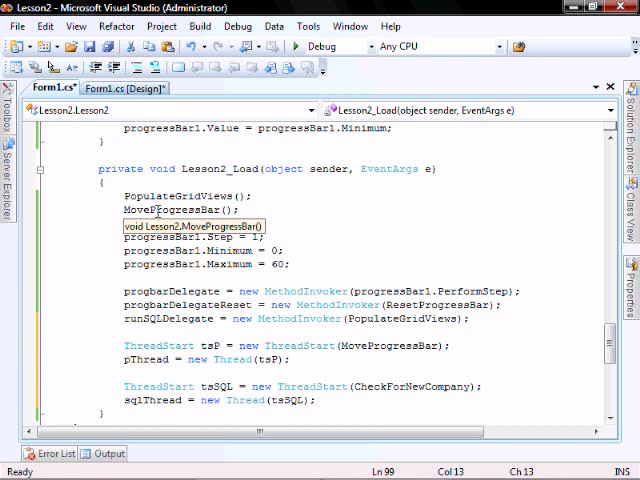 Lesson2 - Microsoft Visual Studio (Administrator)
File Edit View Refactor Project Build Debug Data Tools Window Help
Debug Any CPU
Form1.cs* Form1.cs [Design]*
Lesson2.Lesson2 Lesson2_Load(object sender, EventArgs e)
progressBar1.Value = progressBar1.Minimum;
}
private void Lesson2_Load(object sender, EventArgs e)
{
PopulateGridViews();
MoveProgressBar();
void Lesson2.MoveProgressBar()
progressBar1.Step = 1;
progressBar1.Minimum = 0;
progressBar1.Maximum = 60;
progbarDelegate = new MethodInvoker(progressBar1.PerformStep);
progbarDelegateReset = new MethodInvoker(ResetProgressBar);
runSQLDelegate = new MethodInvoker(PopulateGridViews);
ThreadStart tsP = new ThreadStart(MoveProgressBar);
pThread = new Thread(tsP);
ThreadStart tsSQL = new ThreadStart(CheckForNewCompany);
sqlThread = new Thread(tsSQL);
}
Toolbox
Server Explorer
Solution Explorer
Class View
Properties
Error List Output
Ready Ln 99 Col 13 Ch 13 INS